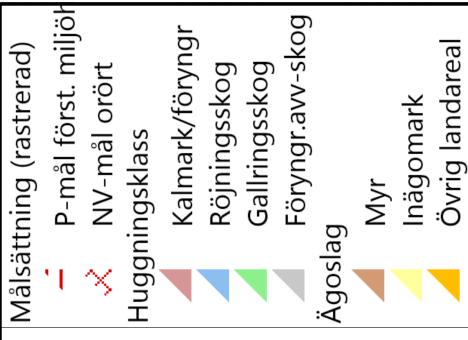 Målsättning (rastrerad)
P-mål först. miljöh
NV-mål orört
Huggningsklass
Kalmark/föryngr
Röjningsskog
Gallringsskog
Föryngr.avv-skog
Ägoslag
Myr
Inägomark
Övrig landareal